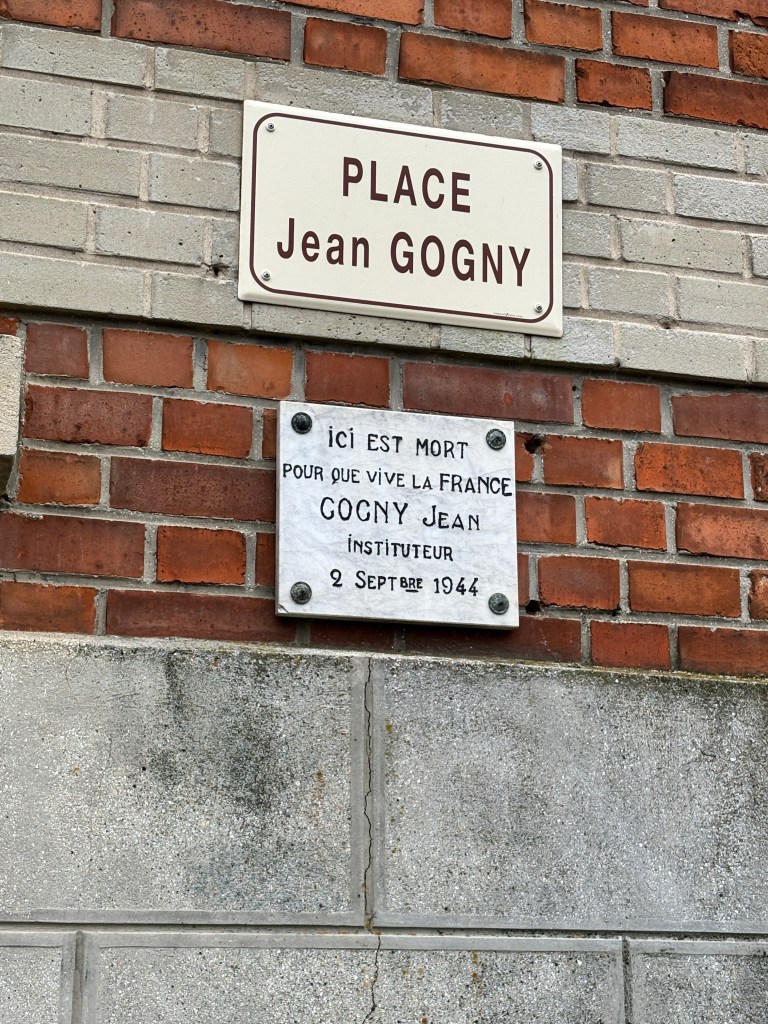 PLACE
Jean GOGNY
iCi EST MORT
POUR QUE ViVE LA FRANCE
GOGNY JEAN
iNSTiTUTEUR
2 SEPTBRE 1944